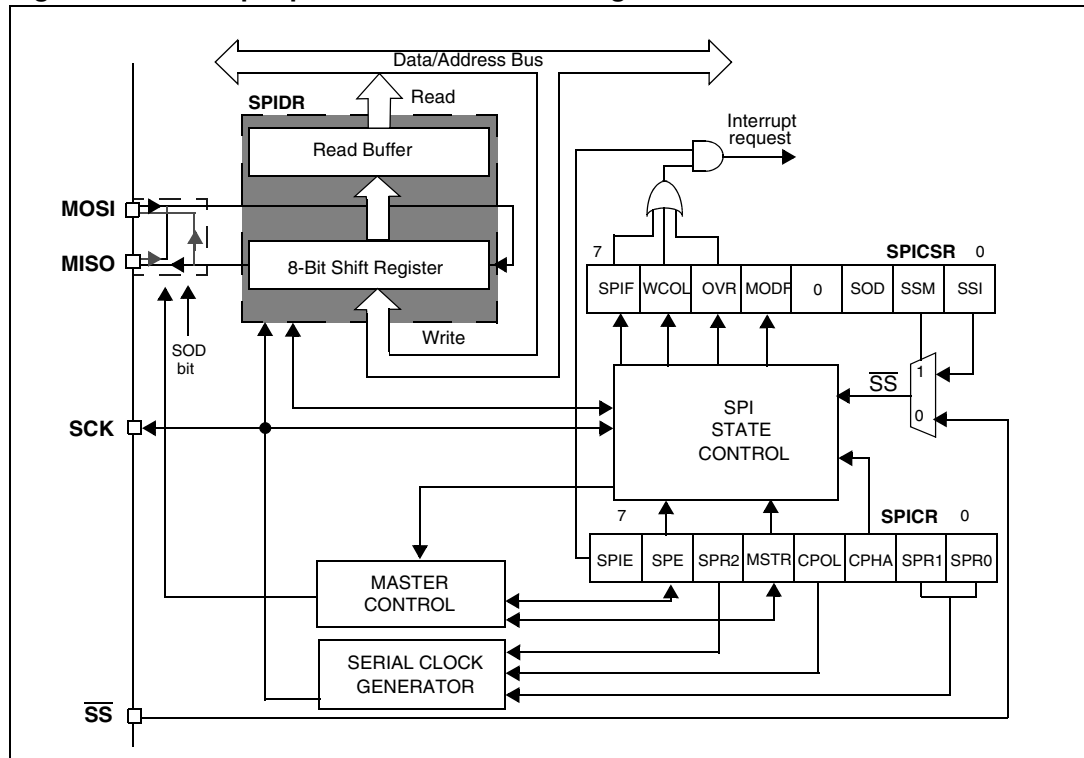 Data/Address Bus
SPIDR
Read
Read Buffer
Interrupt
request
MOSI
MISO
8-Bit Shift Register
Write
SOD
bit
7 SPICSR 0
SPIF WCOL OVR MODF 0 SOD SSM SSI
1
SS
0
SCK
SPI
STATE
CONTROL
7 SPICR 0
SPIE SPE SPR2 MSTR CPOL CPHA SPR1 SPR0
MASTER
CONTROL
SERIAL CLOCK
GENERATOR
SS